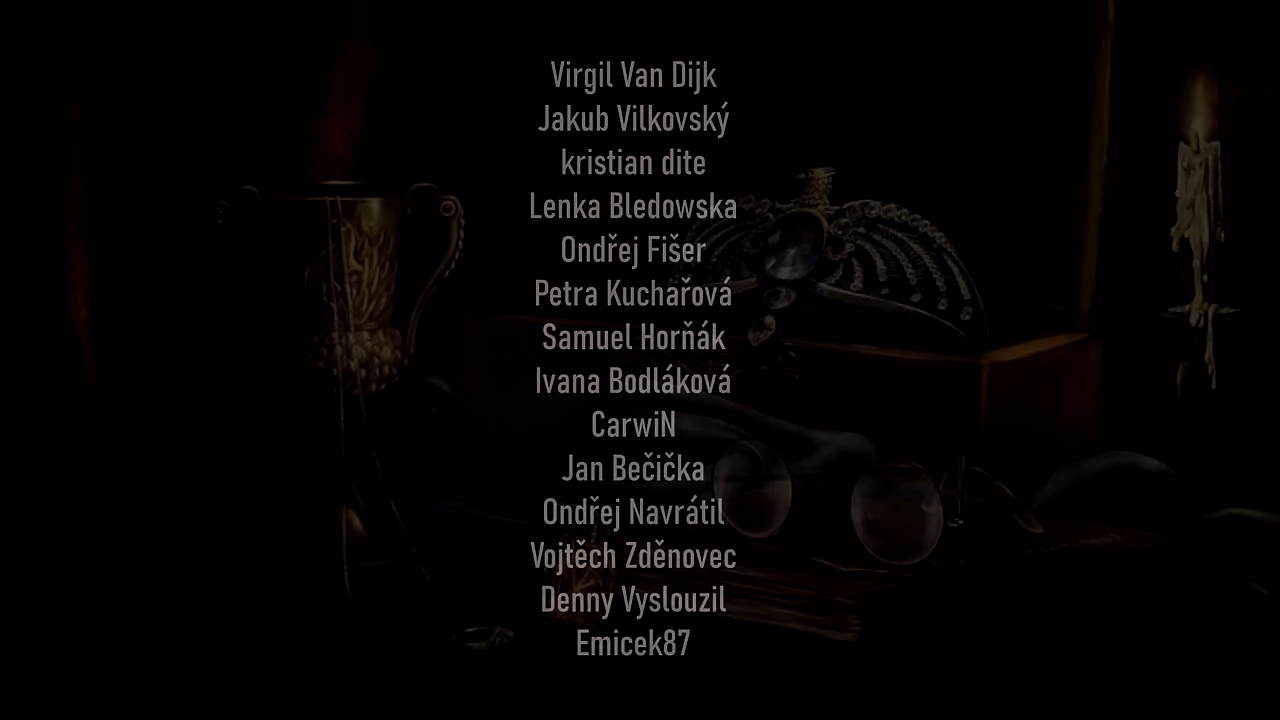 Virgil Van Dijk
Jakub Vilkovský
kristian dite
Lenka Bledowska
Ondřej Fišer
Petra Kuchařová
Samuel Horňák
Ivana Bodláková
CarwiN
Jan Bečička
Ondřej Navrátil
Vojtěch Zděnovec
Denny Vyslouzil
Emicek87